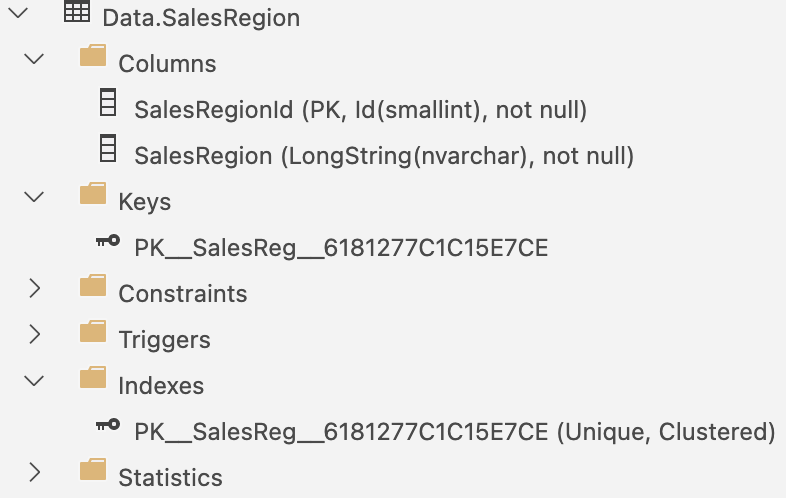 Data.SalesRegion
Columns
SalesRegionId (PK, Id(smallint), not null)
SalesRegion (LongString(nvarchar), not null)
Keys
PK__SalesReg__6181277C1C15E7CE
Constraints
Triggers
Indexes
PK__SalesReg__6181277C1C15E7CE (Unique, Clustered)
Statistics